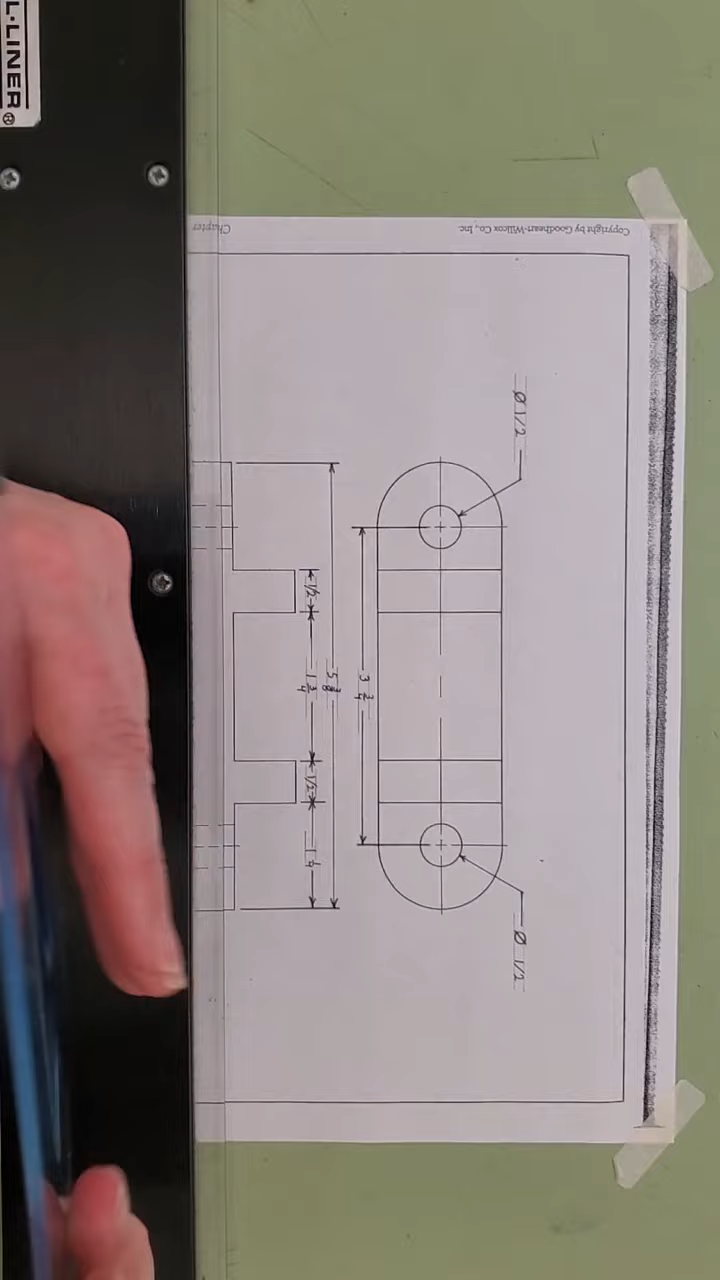 L-LINER®
Chapter
Copyright by Goodheart-Willcox Co., Inc.
Ø 1/2
1/2
1 3/4
5 3/8
3 3/4
1/2
1 1/4
Ø 1/2